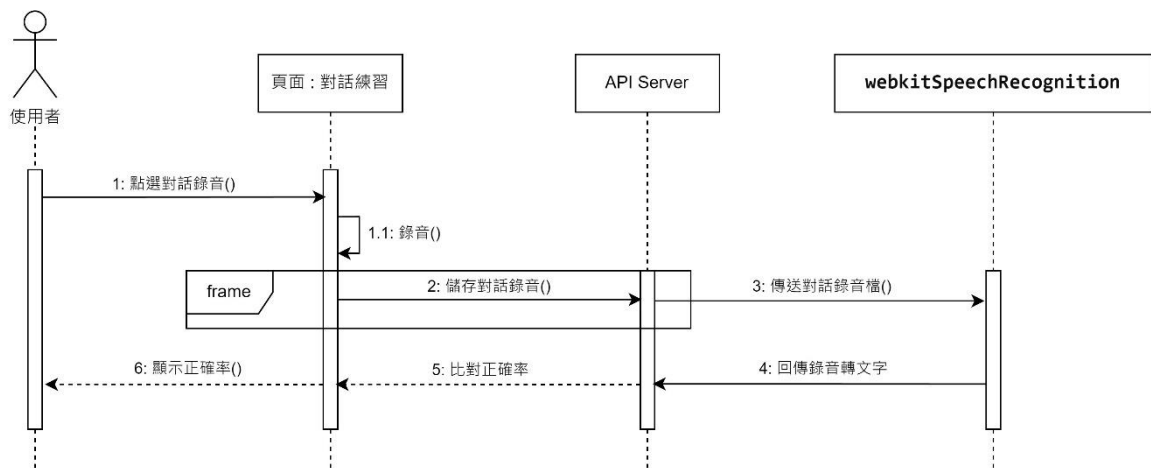 使用者
頁面 : 對話練習
API Server
webkitSpeechRecognition
1: 點選對話錄音()
1.1: 錄音()
frame
2: 儲存對話錄音()
3: 傳送對話錄音檔()
6: 顯示正確率()
5: 比對正確率
4: 回傳錄音轉文字